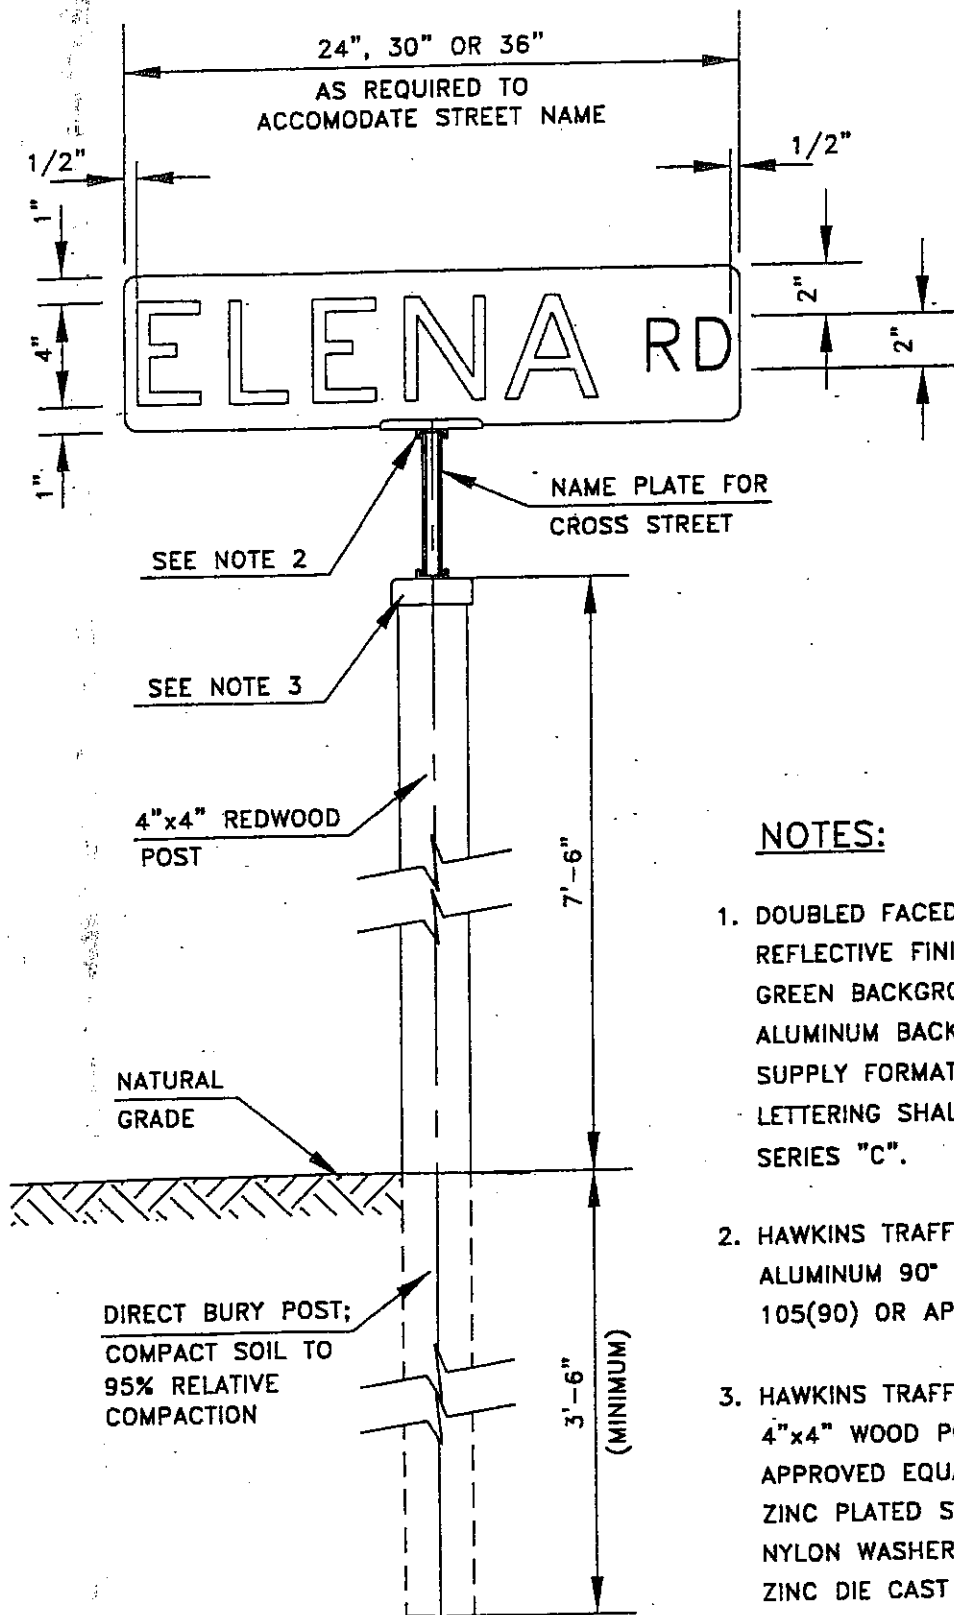 24", 30" OR 36"
AS REQUIRED TO
ACCOMODATE STREET NAME
1/2"
1/2"
1"
4"
1"
2"
2"
ELENA RD
NAME PLATE FOR
CROSS STREET
SEE NOTE 2
SEE NOTE 3
4"x4" REDWOOD
POST
7'-6"
NATURAL
GRADE
DIRECT BURY POST;
COMPACT SOIL TO
95% RELATIVE
COMPACTION
3'-6"
(MINIMUM)
NOTES:
1. DOUBLED FACED
REFLECTIVE FINI
GREEN BACKGRO
ALUMINUM BACK
SUPPLY FORMAT
LETTERING SHAL
SERIES "C".
2. HAWKINS TRAFF
ALUMINUM 90°
105(90) OR AP
3. HAWKINS TRAFF
4"x4" WOOD PO
APPROVED EQUA
ZINC PLATED S
NYLON WASHER
ZINC DIE CAST